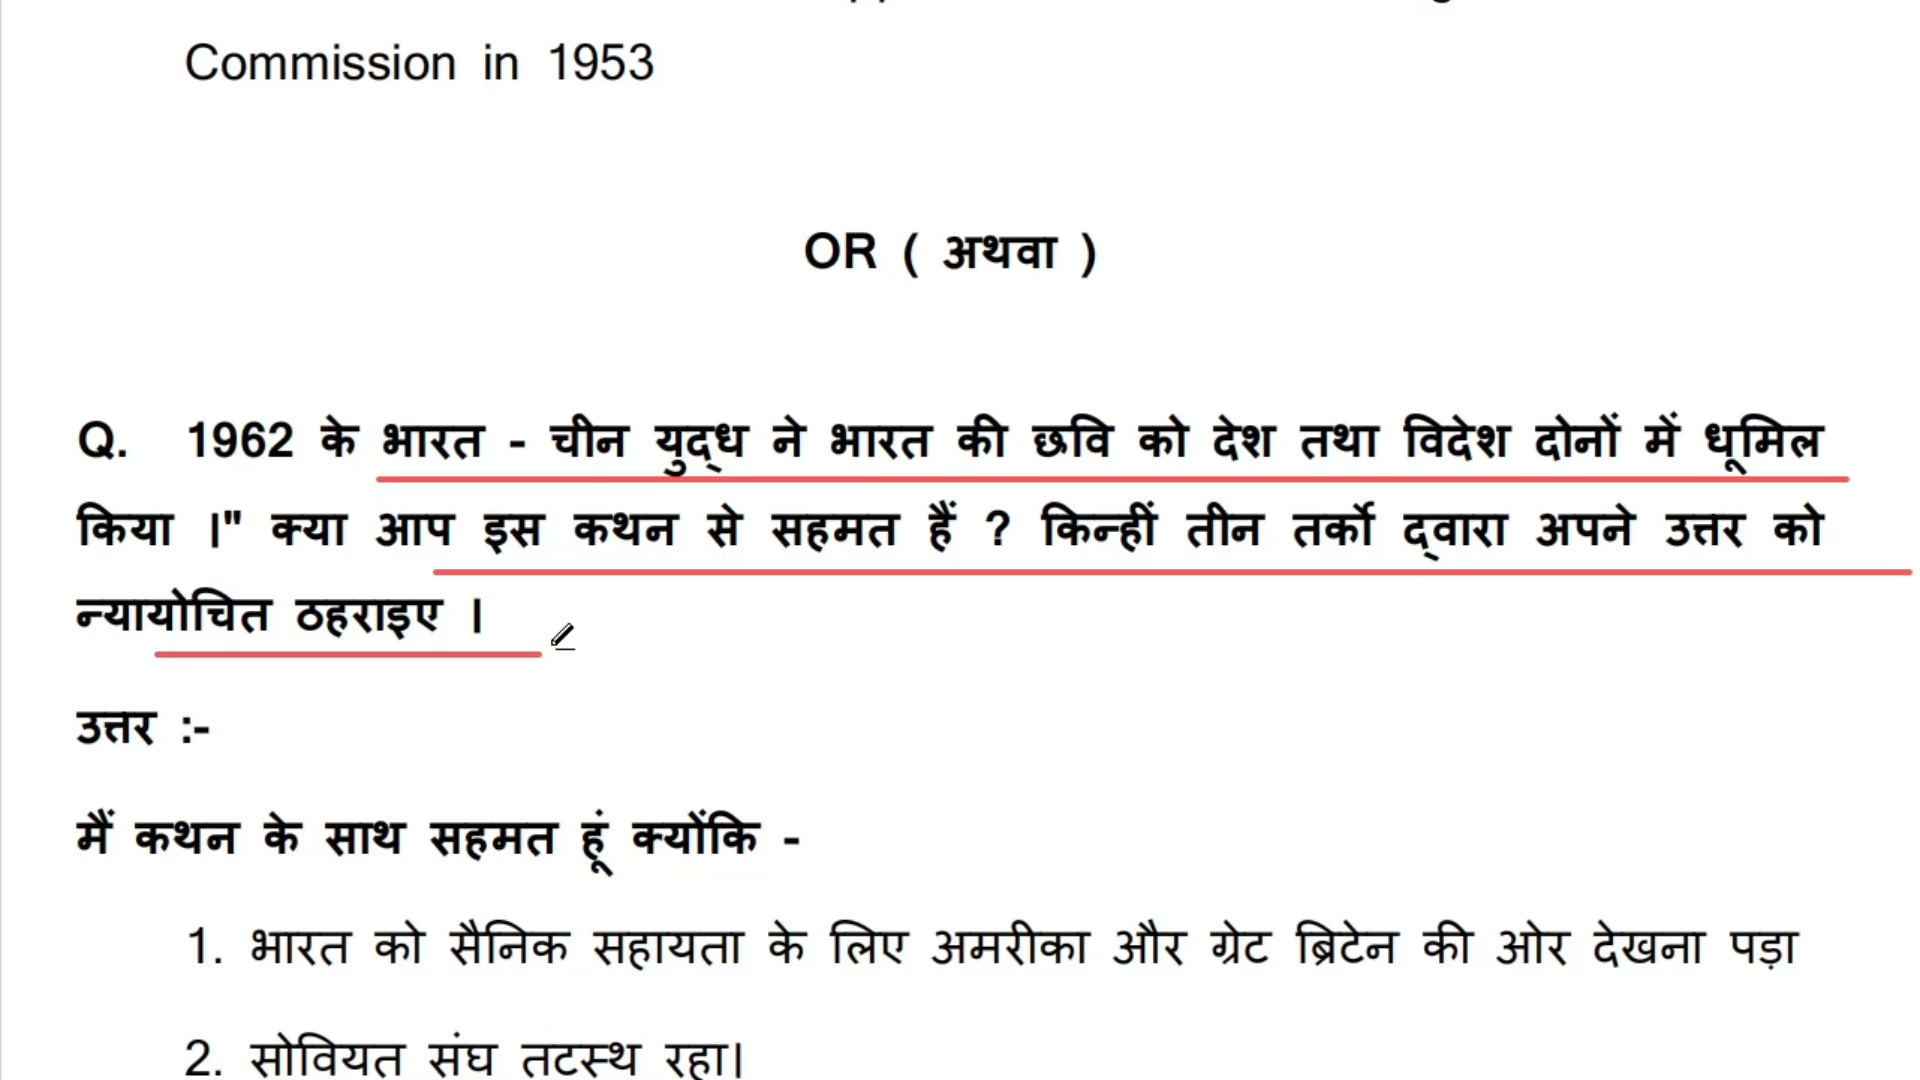 Commission in 1953
OR ( अथवा )
Q. 1962 के भारत - चीन युद्ध ने भारत की छवि को देश तथा विदेश दोनों में धूमिल
किया ।" क्या आप इस कथन से सहमत हैं ? किन्हीं तीन तर्को द्वारा अपने उत्तर को
न्यायोचित ठहराइए ।
उत्तर :-
मैं कथन के साथ सहमत हूं क्योंकि -
1. भारत को सैनिक सहायता के लिए अमरीका और ग्रेट ब्रिटेन की ओर देखना पड़ा
2. सोवियत संघ तटस्थ रहा।